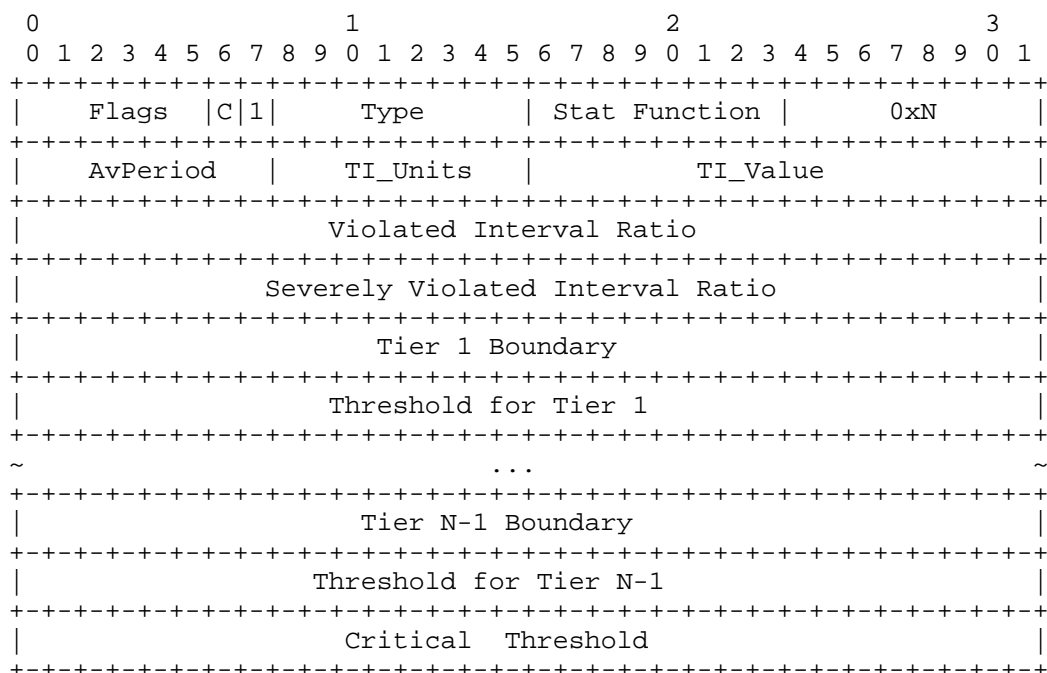 0                   1                   2                   3
 0 1 2 3 4 5 6 7 8 9 0 1 2 3 4 5 6 7 8 9 0 1 2 3 4 5 6 7 8 9 0 1
+-+-+-+-+-+-+-+-+-+-+-+-+-+-+-+-+-+-+-+-+-+-+-+-+-+-+-+-+-+-+-+-+
|    Flags  |C|1|     Type      | Stat Function |      0xN      |
+-+-+-+-+-+-+-+-+-+-+-+-+-+-+-+-+-+-+-+-+-+-+-+-+-+-+-+-+-+-+-+-+
|    AvPeriod   |    TI_Units   |          TI_Value             |
+-+-+-+-+-+-+-+-+-+-+-+-+-+-+-+-+-+-+-+-+-+-+-+-+-+-+-+-+-+-+-+-+
|                   Violated Interval Ratio                     |
+-+-+-+-+-+-+-+-+-+-+-+-+-+-+-+-+-+-+-+-+-+-+-+-+-+-+-+-+-+-+-+-+
|               Severely Violated Interval Ratio                |
+-+-+-+-+-+-+-+-+-+-+-+-+-+-+-+-+-+-+-+-+-+-+-+-+-+-+-+-+-+-+-+-+
|                      Tier 1 Boundary                          |
+-+-+-+-+-+-+-+-+-+-+-+-+-+-+-+-+-+-+-+-+-+-+-+-+-+-+-+-+-+-+-+-+
|                   Threshold for Tier 1                        |
+-+-+-+-+-+-+-+-+-+-+-+-+-+-+-+-+-+-+-+-+-+-+-+-+-+-+-+-+-+-+-+-+
~                             ...                               ~
+-+-+-+-+-+-+-+-+-+-+-+-+-+-+-+-+-+-+-+-+-+-+-+-+-+-+-+-+-+-+-+-+
|                     Tier N-1 Boundary                         |
+-+-+-+-+-+-+-+-+-+-+-+-+-+-+-+-+-+-+-+-+-+-+-+-+-+-+-+-+-+-+-+-+
|                  Threshold for Tier N-1                       |
+-+-+-+-+-+-+-+-+-+-+-+-+-+-+-+-+-+-+-+-+-+-+-+-+-+-+-+-+-+-+-+-+
|                    Critical  Threshold                        |
+-+-+-+-+-+-+-+-+-+-+-+-+-+-+-+-+-+-+-+-+-+-+-+-+-+-+-+-+-+-+-+-+